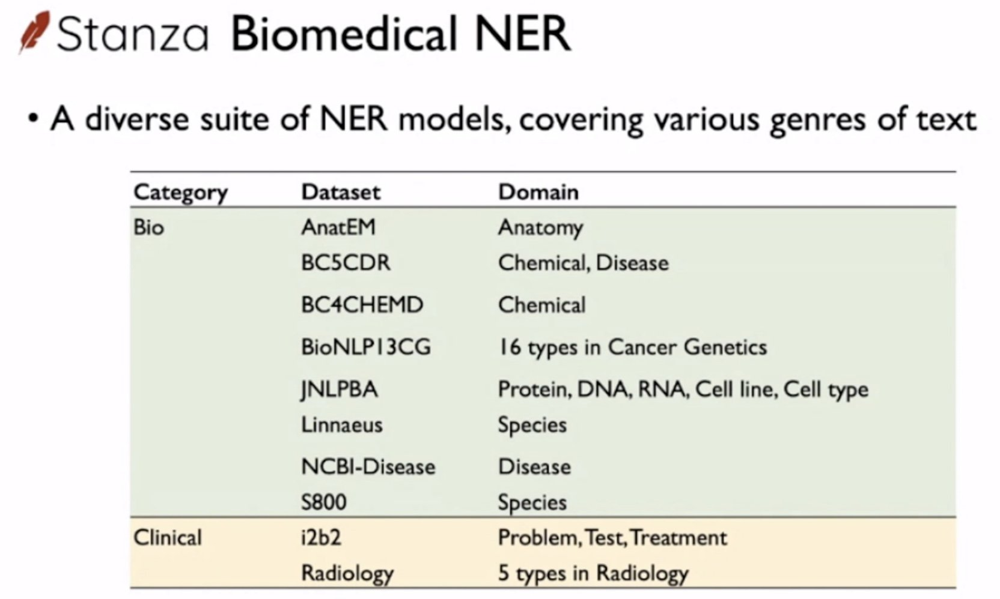 Stanza Biomedical NER
• A diverse suite of NER models, covering various genres of text
Category Dataset Domain
Bio AnatEM Anatomy
BC5CDR Chemical, Disease
BC4CHEMD Chemical
BioNLP13CG 16 types in Cancer Genetics
JNLPBA Protein, DNA, RNA, Cell line, Cell type
Linnaeus Species
NCBI-Disease Disease
S800 Species
Clinical i2b2 Problem, Test, Treatment
Radiology 5 types in Radiology